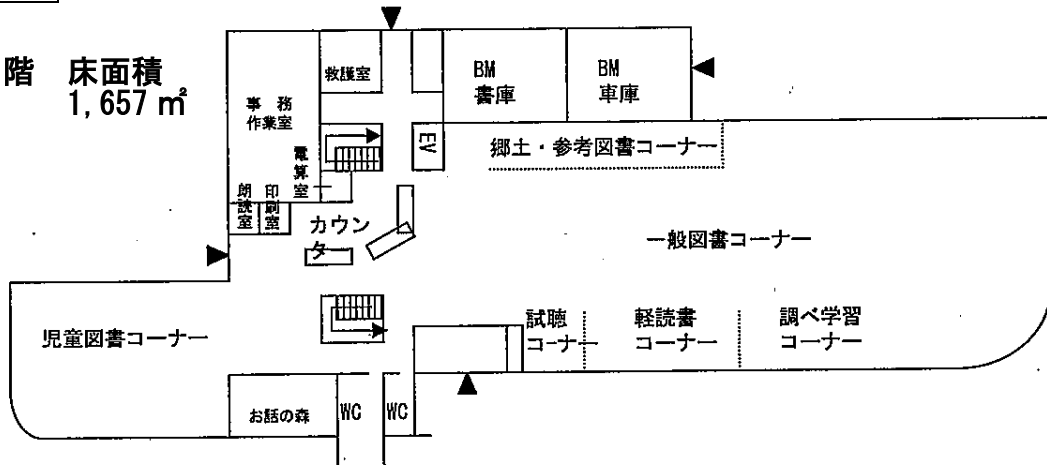 階　床面積
1,657 ㎡
救護室
BM
書庫
BM
車庫
事　務
作業室
EV
郷土・参考図書コーナー
電算室
朗読室
印刷室
カウン
ター
一般図書コーナー
児童図書コーナー
試聴
コーナー
軽読書
コーナー
調べ学習
コーナー
お話の森
WC
WC